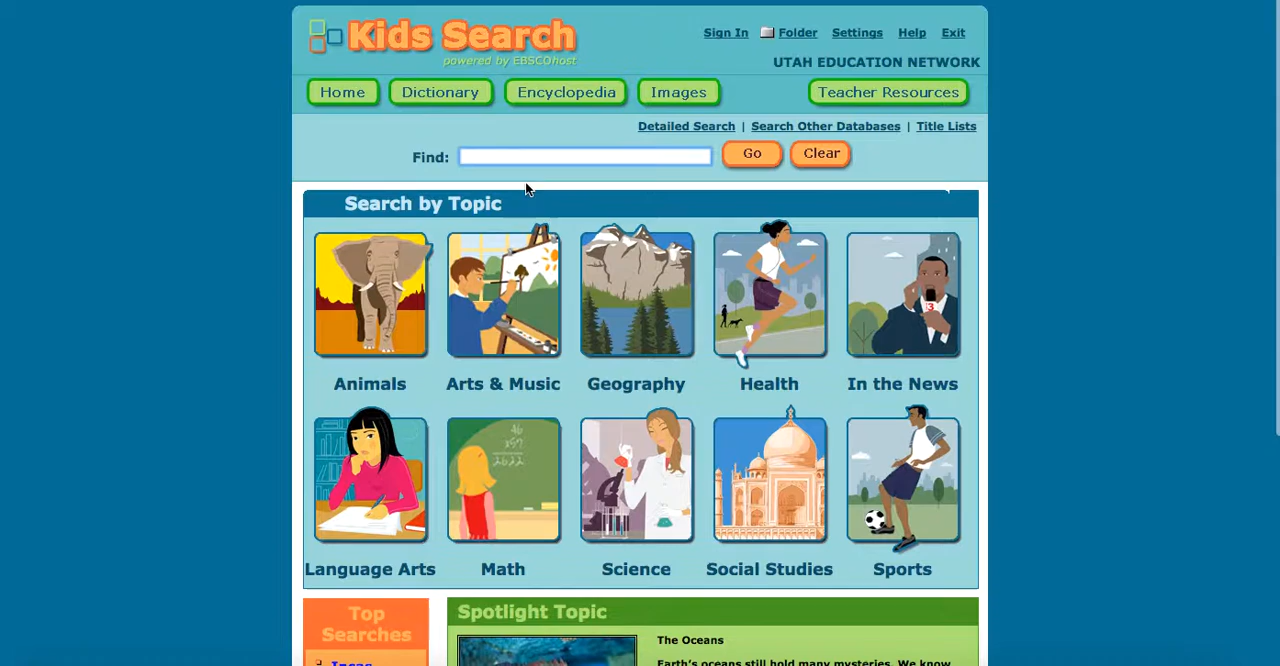 Kids Search
powered by EBSCOhost
Sign In Folder Settings Help Exit
UTAH EDUCATION NETWORK
Home Dictionary Encyclopedia Images Teacher Resources
Detailed Search | Search Other Databases | Title Lists
Find: Go Clear
Search by Topic
3
Animals Arts & Music Geography Health In the News
Language Arts Math Science Social Studies Sports
Top
Searches
Incas
Spotlight Topic
The Oceans
Earth's oceans still hold many mysteries. We know